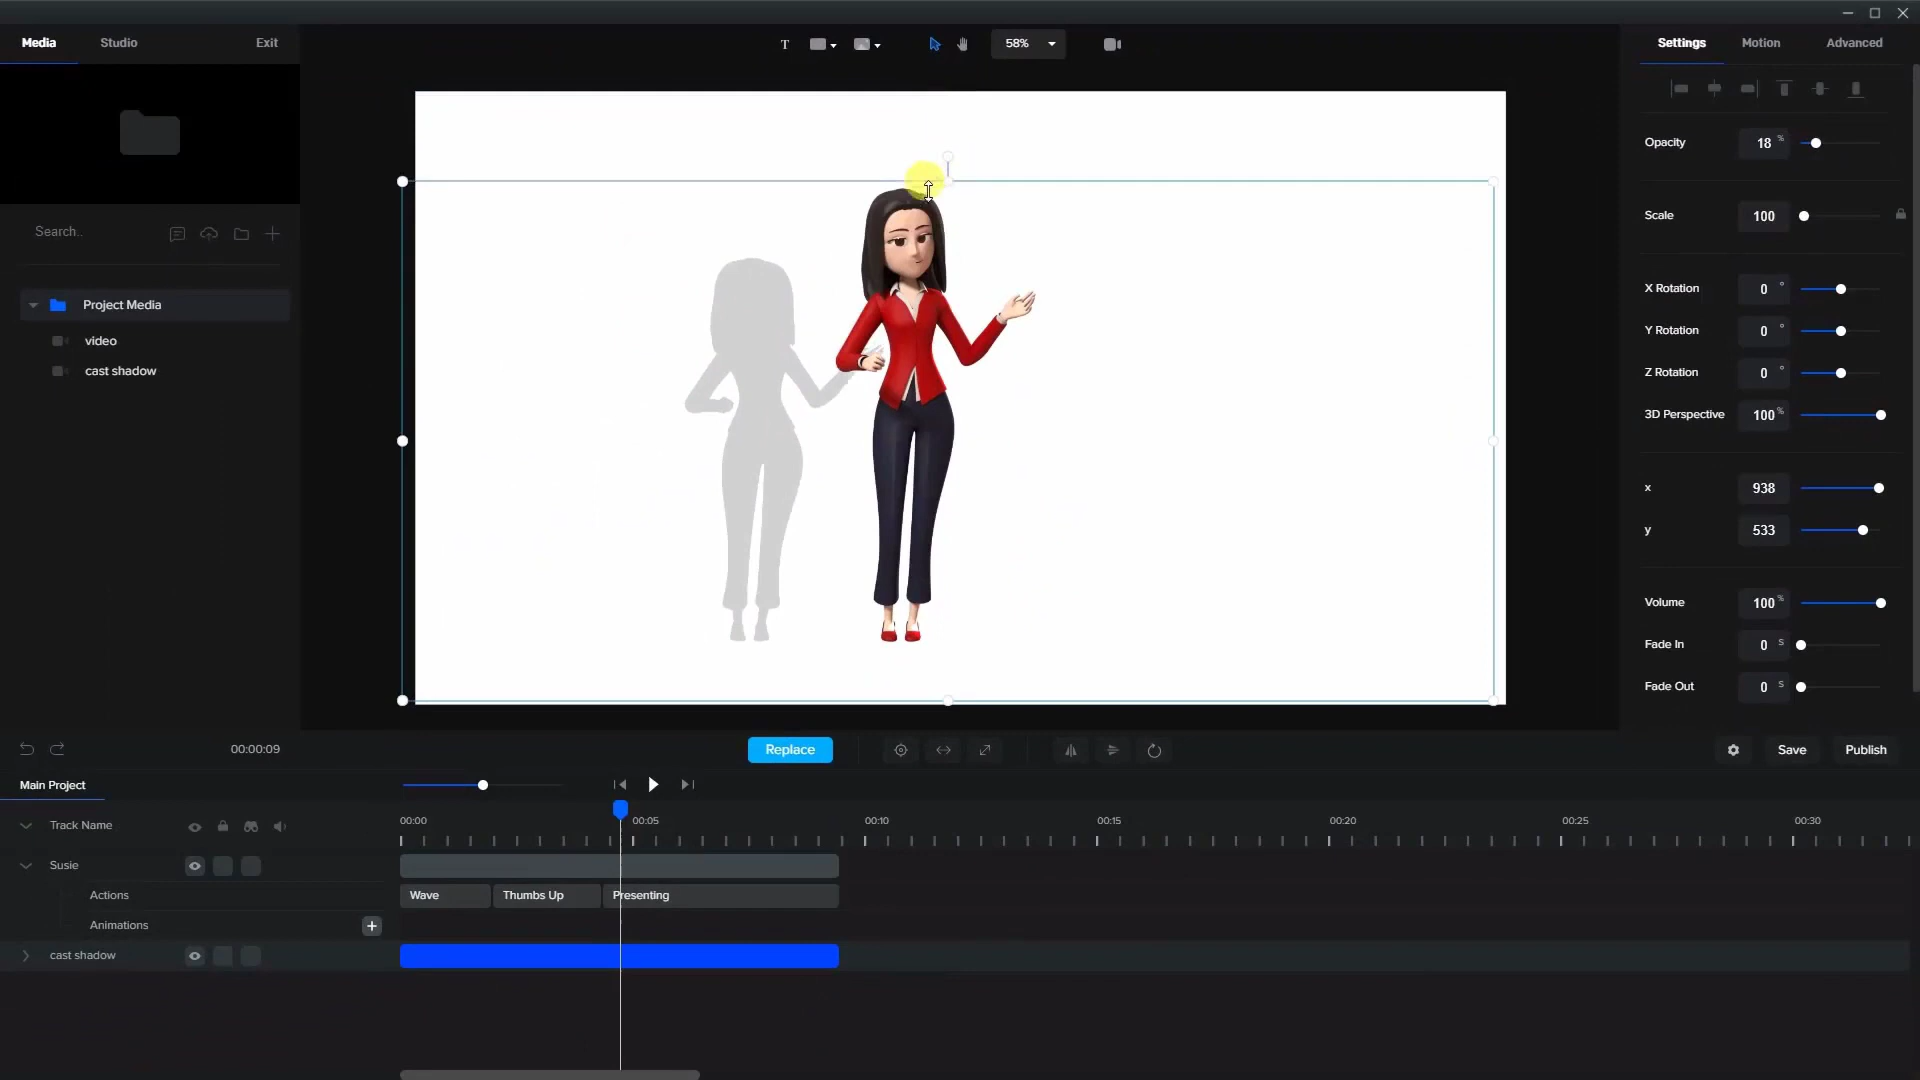 Media Studio Exit
T 58%
Settings Motion Advanced
Opacity 18 %
Scale 100
X Rotation 0 °
Y Rotation 0 °
Z Rotation 0 °
3D Perspective 100 %
x 938
y 533
Volume 100 %
Fade In 0 s
Fade Out 0 s
Search..
Project Media
video
cast shadow
00:00:09
Replace
Save Publish
Main Project
Track Name
00:00 00:05 00:10 00:15 00:20 00:25 00:30
Susie
Actions Wave Thumbs Up Presenting
Animations
cast shadow